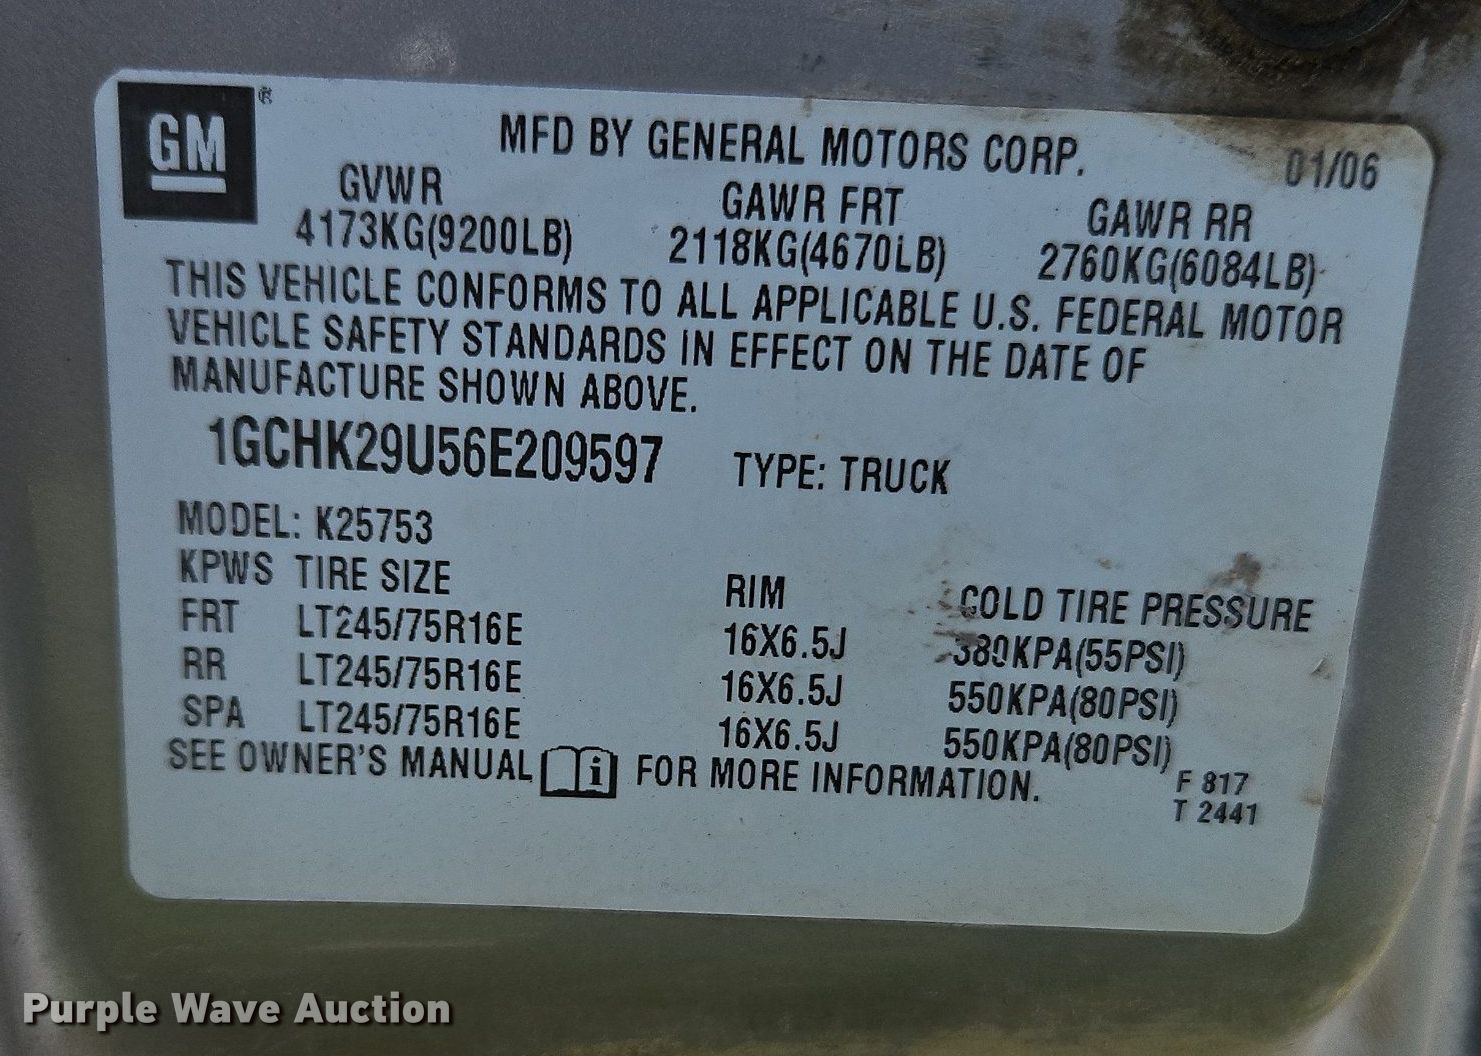 GM ®
MFD BY GENERAL MOTORS CORP.
01/06
GVWR
GAWR FRT
GAWR RR
4173KG(9200LB)
2118KG(4670LB)
2760KG(6084LB)
THIS VEHICLE CONFORMS TO ALL APPLICABLE U.S. FEDERAL MOTOR
VEHICLE SAFETY STANDARDS IN EFFECT ON THE DATE OF
MANUFACTURE SHOWN ABOVE.
1GCHK29U56E209597 TYPE: TRUCK
MODEL: K25753
KPWS TIRE SIZE RIM COLD TIRE PRESSURE
FRT LT245/75R16E 16X6.5J 380KPA(55PSI)
RR LT245/75R16E 16X6.5J 550KPA(80PSI)
SPA LT245/75R16E 16X6.5J 550KPA(80PSI)
SEE OWNER'S MANUAL i FOR MORE INFORMATION.
F 817
T 2441
Purple Wave Auction